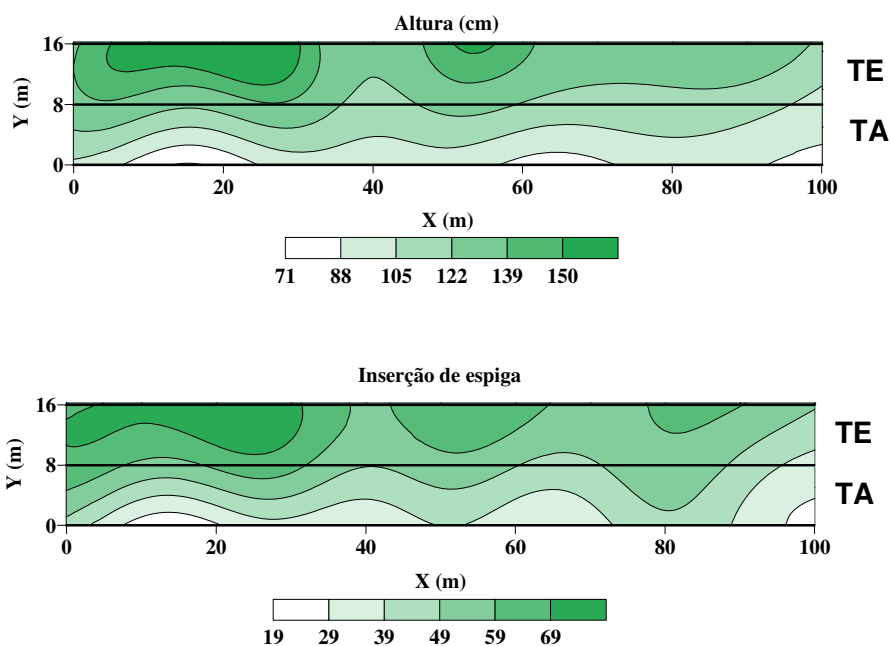 Altura (cm)
16
8
0
Y (m)
TE
TA
0 20 40 60 80 100
X (m)
71 88 105 122 139 150
Inserção de espiga
16
8
0
Y (m)
TE
TA
0 20 40 60 80 100
X (m)
19 29 39 49 59 69